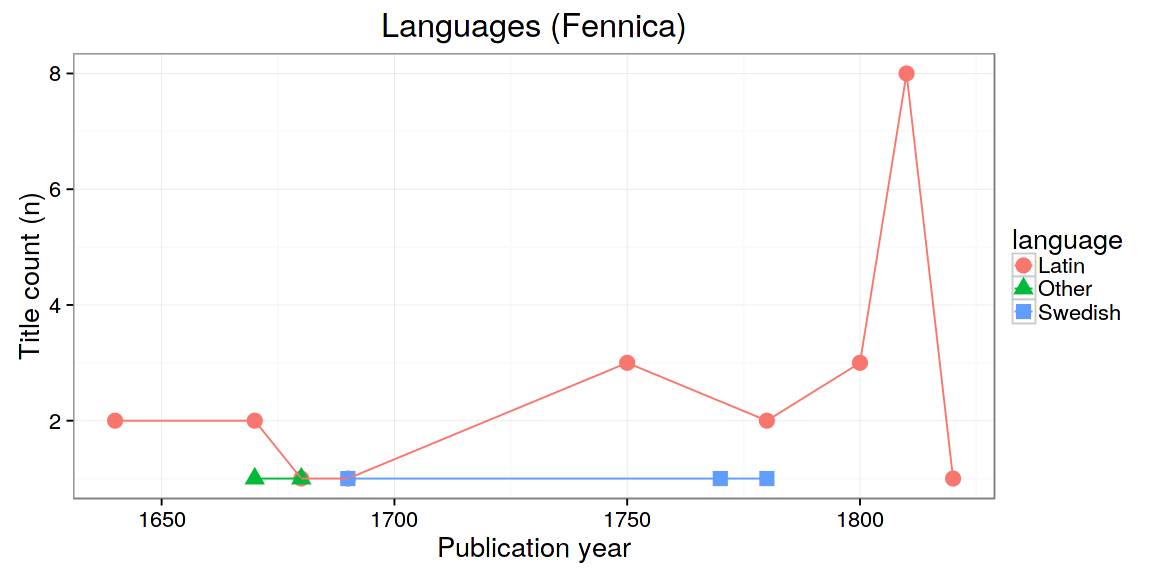 Languages (Fennica)
8
6
4
2
Title count (n)
1650 1700 1750 1800
Publication year
language
Latin
Other
Swedish